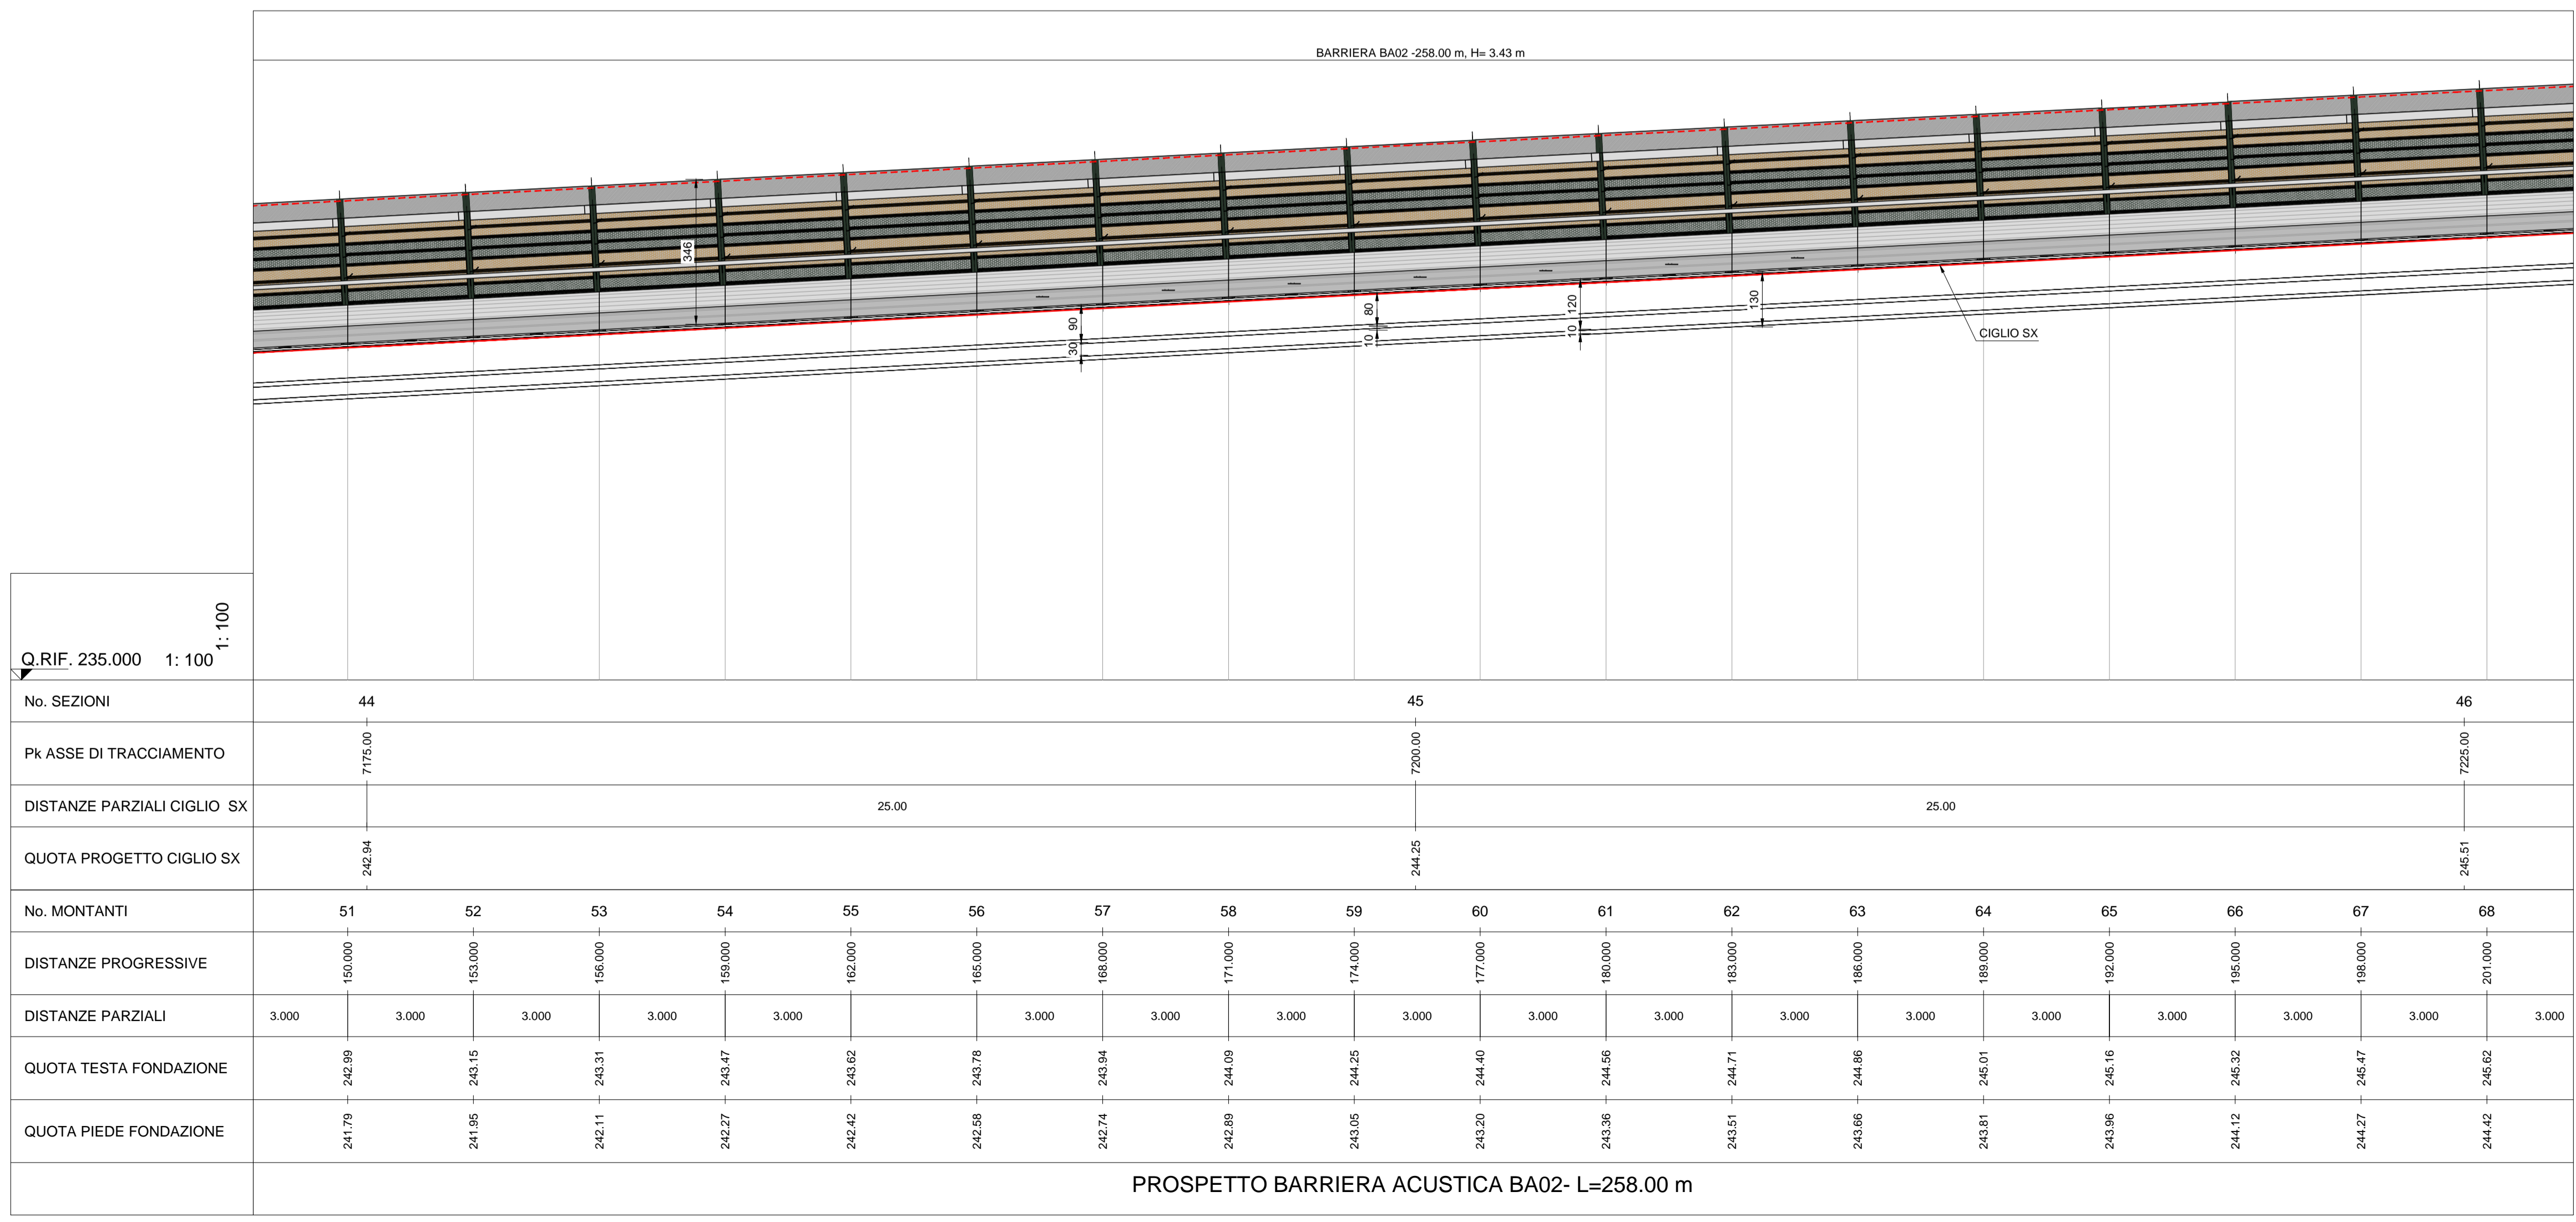 BARRIERA BA02 -258.00 m, H= 3.43 m
346
90
30
80
10
120
10
130
CIGLIO SX
1: 100
Q.RIF. 235.000 1: 100
No. SEZIONI 44 45 46
Pk ASSE DI TRACCIAMENTO 7175.00 7200.00 7225.00
DISTANZE PARZIALI CIGLIO SX 25.00 25.00
QUOTA PROGETTO CIGLIO SX 242.94 244.25 245.51
No. MONTANTI 51 52 53 54 55 56 57 58 59 60 61 62 63 64 65 66 67 68
DISTANZE PROGRESSIVE 150.000 153.000 156.000 159.000 162.000 165.000 168.000 171.000 174.000 177.000 180.000 183.000 186.000 189.000 192.000 195.000 198.000 201.000
DISTANZE PARZIALI 3.000 3.000 3.000 3.000 3.000 3.000 3.000 3.000 3.000 3.000 3.000 3.000 3.000 3.000 3.000 3.000 3.000 3.000
QUOTA TESTA FONDAZIONE 242.99 243.15 243.31 243.47 243.62 243.78 243.94 244.09 244.25 244.40 244.56 244.71 244.86 245.01 245.16 245.32 245.47 245.62
QUOTA PIEDE FONDAZIONE 241.79 241.95 242.11 242.27 242.42 242.58 242.74 242.89 243.05 243.20 243.36 243.51 243.66 243.81 243.96 244.12 244.27 244.42
PROSPETTO BARRIERA ACUSTICA BA02- L=258.00 m